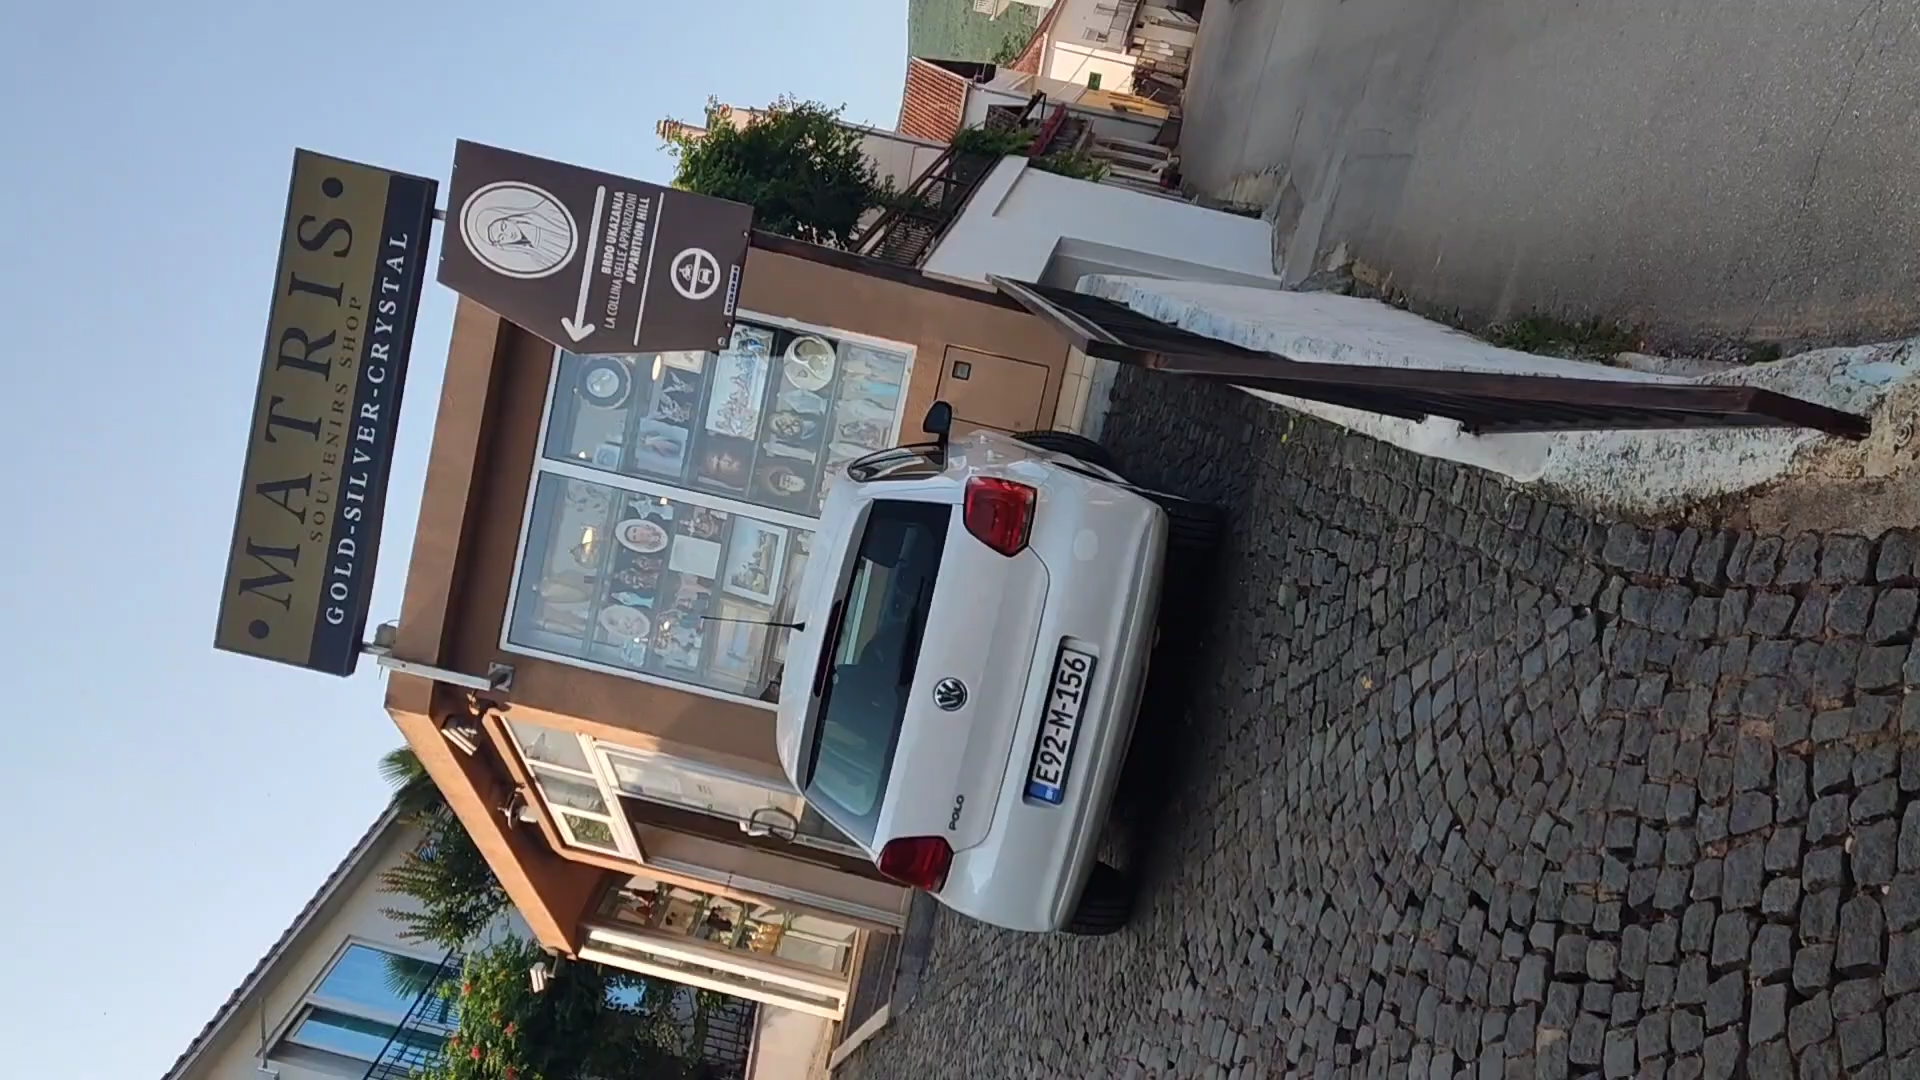 • MATRIS •
SOUVENIRS SHOP
GOLD-SILVER-CRYSTAL
BRDO UKAZANJA
LA COLLINA DELLE APPARIZIONI
APPARITION HILL
POLO
E92-M-156